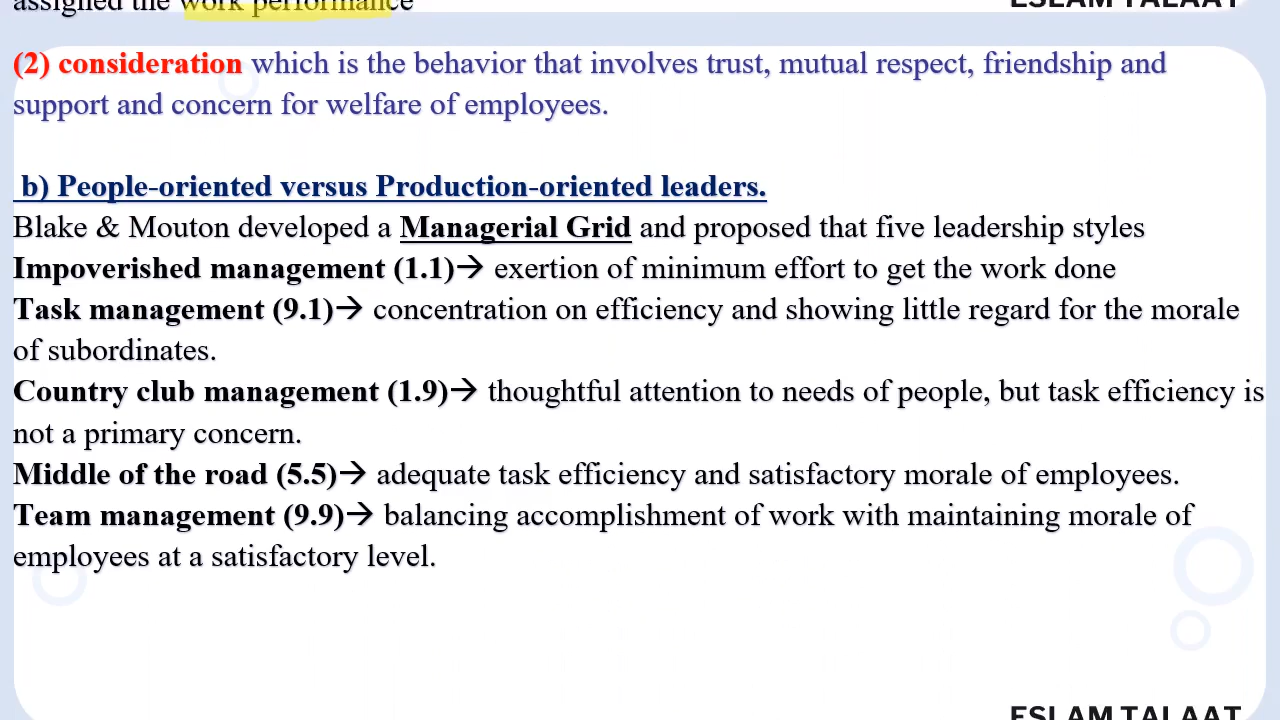 assigned the work performance
ESLAM TALAAT
(2) consideration which is the behavior that involves trust, mutual respect, friendship and
support and concern for welfare of employees.
b) People-oriented versus Production-oriented leaders.
Blake & Mouton developed a Managerial Grid and proposed that five leadership styles
Impoverished management (1.1)→ exertion of minimum effort to get the work done
Task management (9.1)→ concentration on efficiency and showing little regard for the morale
of subordinates.
Country club management (1.9)→ thoughtful attention to needs of people, but task efficiency is
not a primary concern.
Middle of the road (5.5)→ adequate task efficiency and satisfactory morale of employees.
Team management (9.9)→ balancing accomplishment of work with maintaining morale of
employees at a satisfactory level.
ESLAM TALAAT